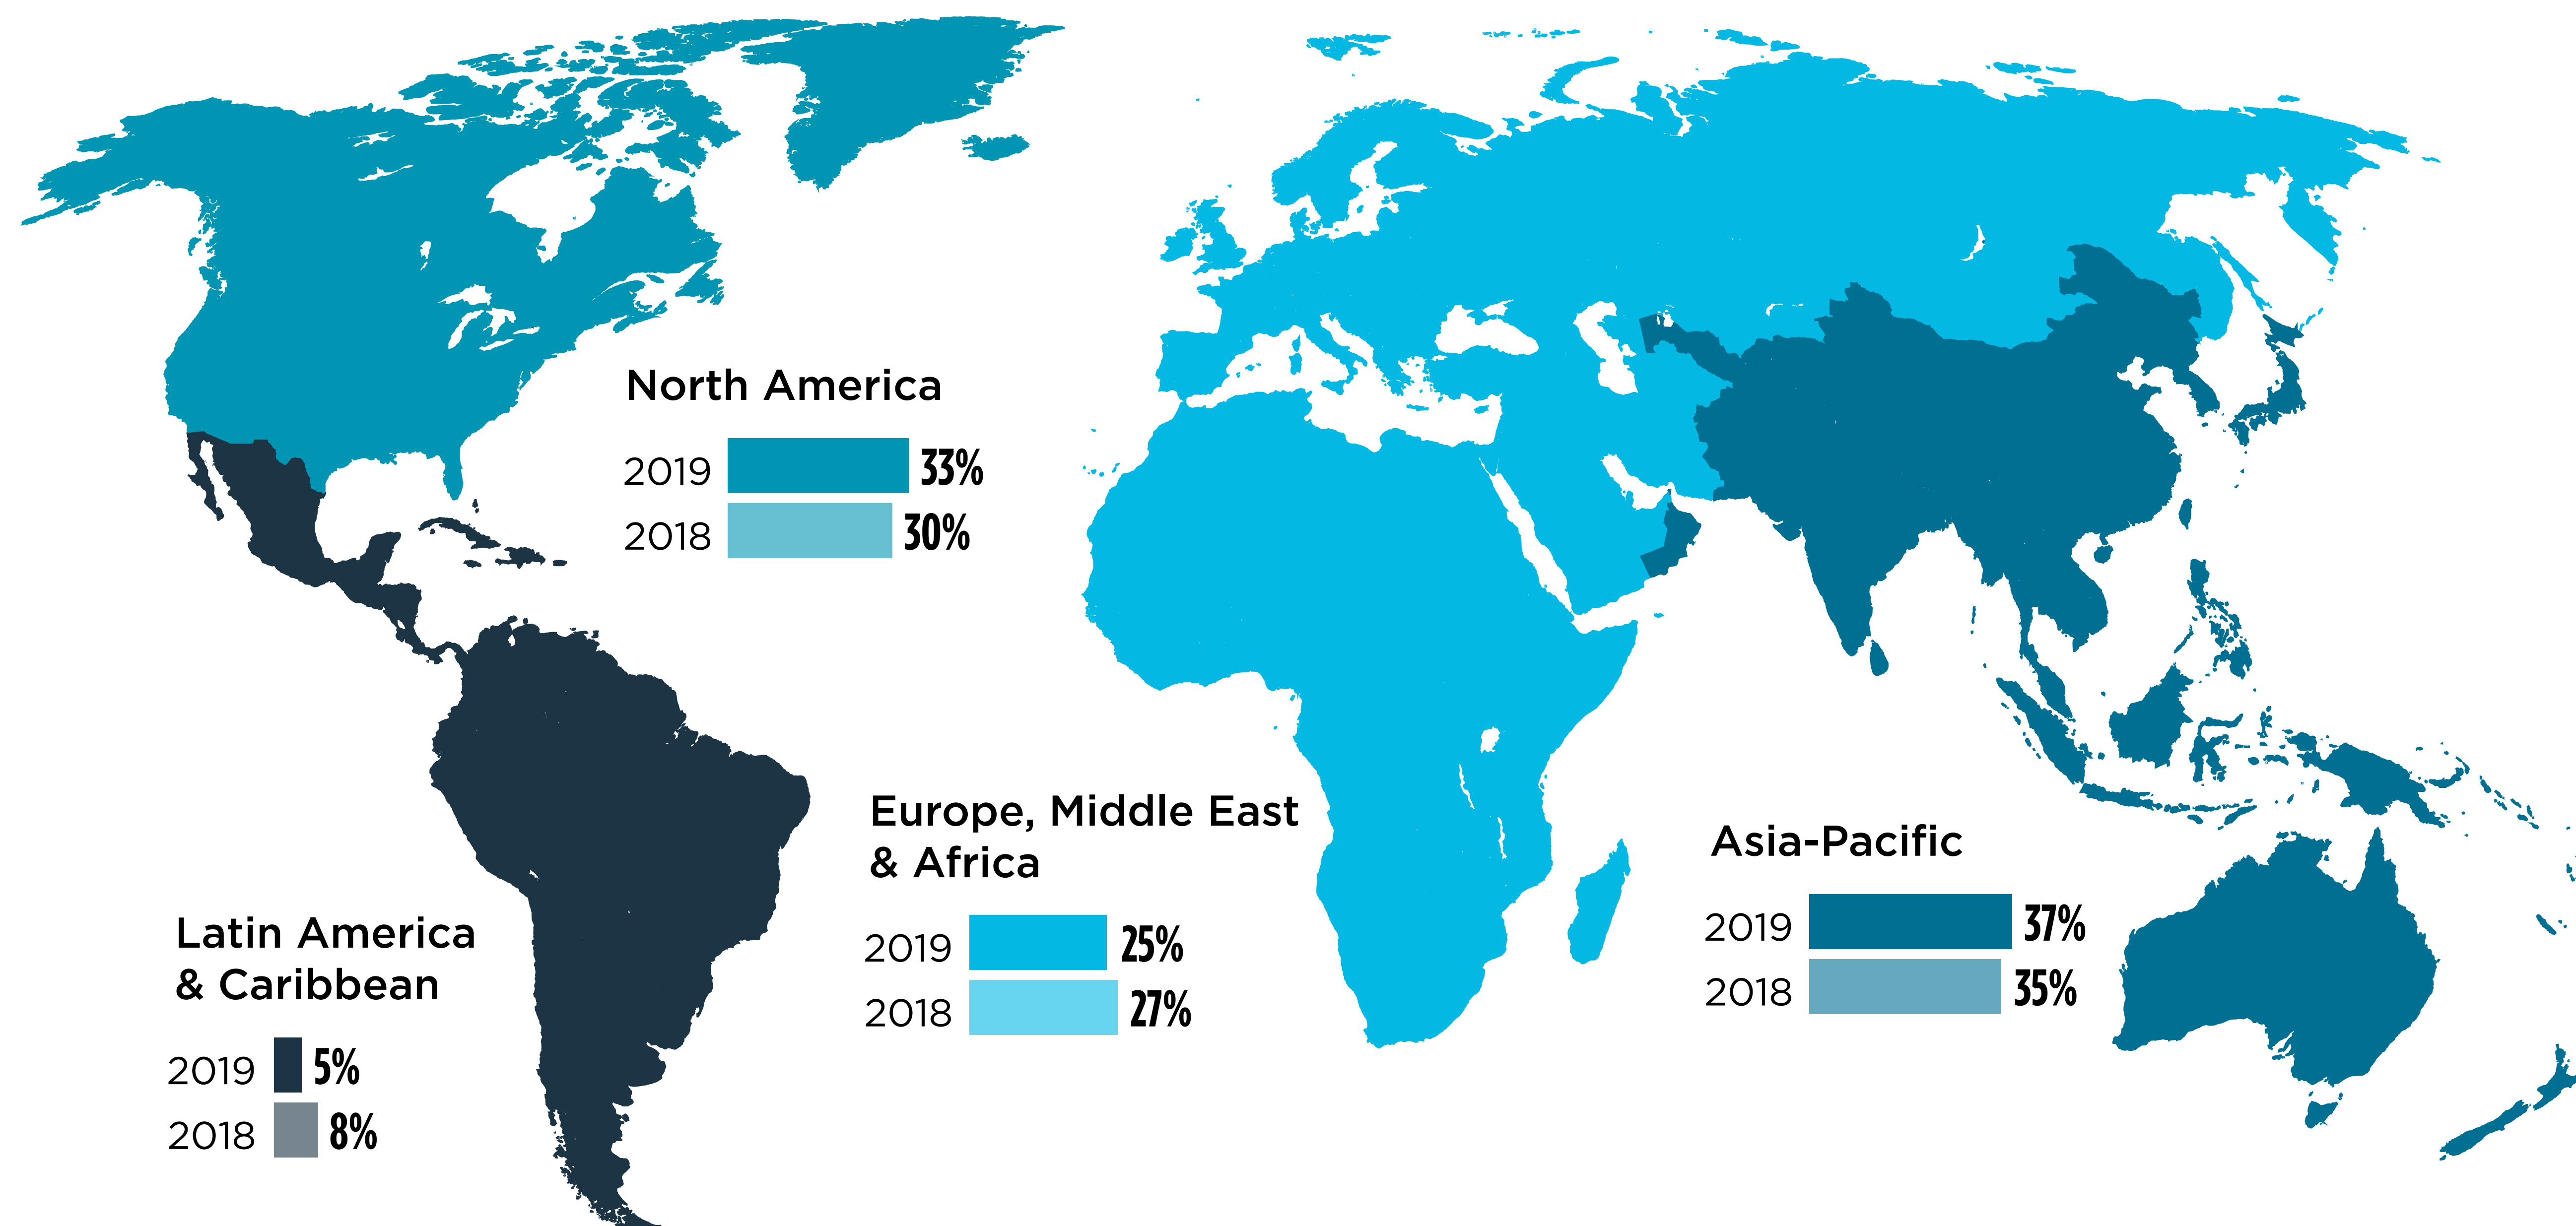 North America
2019 33%
2018 30%
Europe, Middle East
& Africa
2019 25%
2018 27%
Asia-Pacific
2019 37%
2018 35%
Latin America
& Caribbean
2019 5%
2018 8%